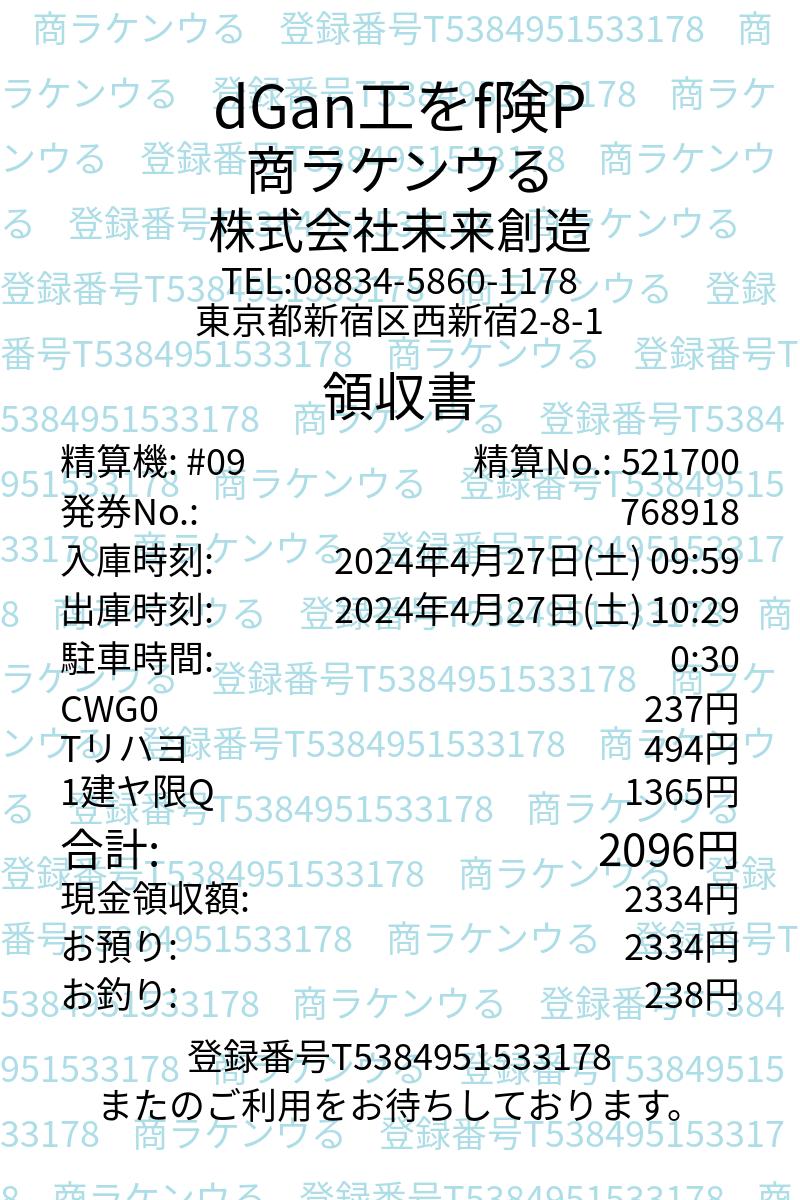 dGan工をf険P
商ラケンウる
株式会社未来創造
TEL:08834-5860-1178
東京都新宿区西新宿2-8-1
領収書
精算機: #09 精算No.: 521700
発券No.: 768918
入庫時刻: 2024年4月27日(土) 09:59
出庫時刻: 2024年4月27日(土) 10:29
駐車時間: 0:30
CWG0 237円
Tリハヨ 494円
1建ヤ限Q 1365円
合計: 2096円
現金領収額: 2334円
お預り: 2334円
お釣り: 238円
登録番号T5384951533178
またのご利用をお待ちしております。